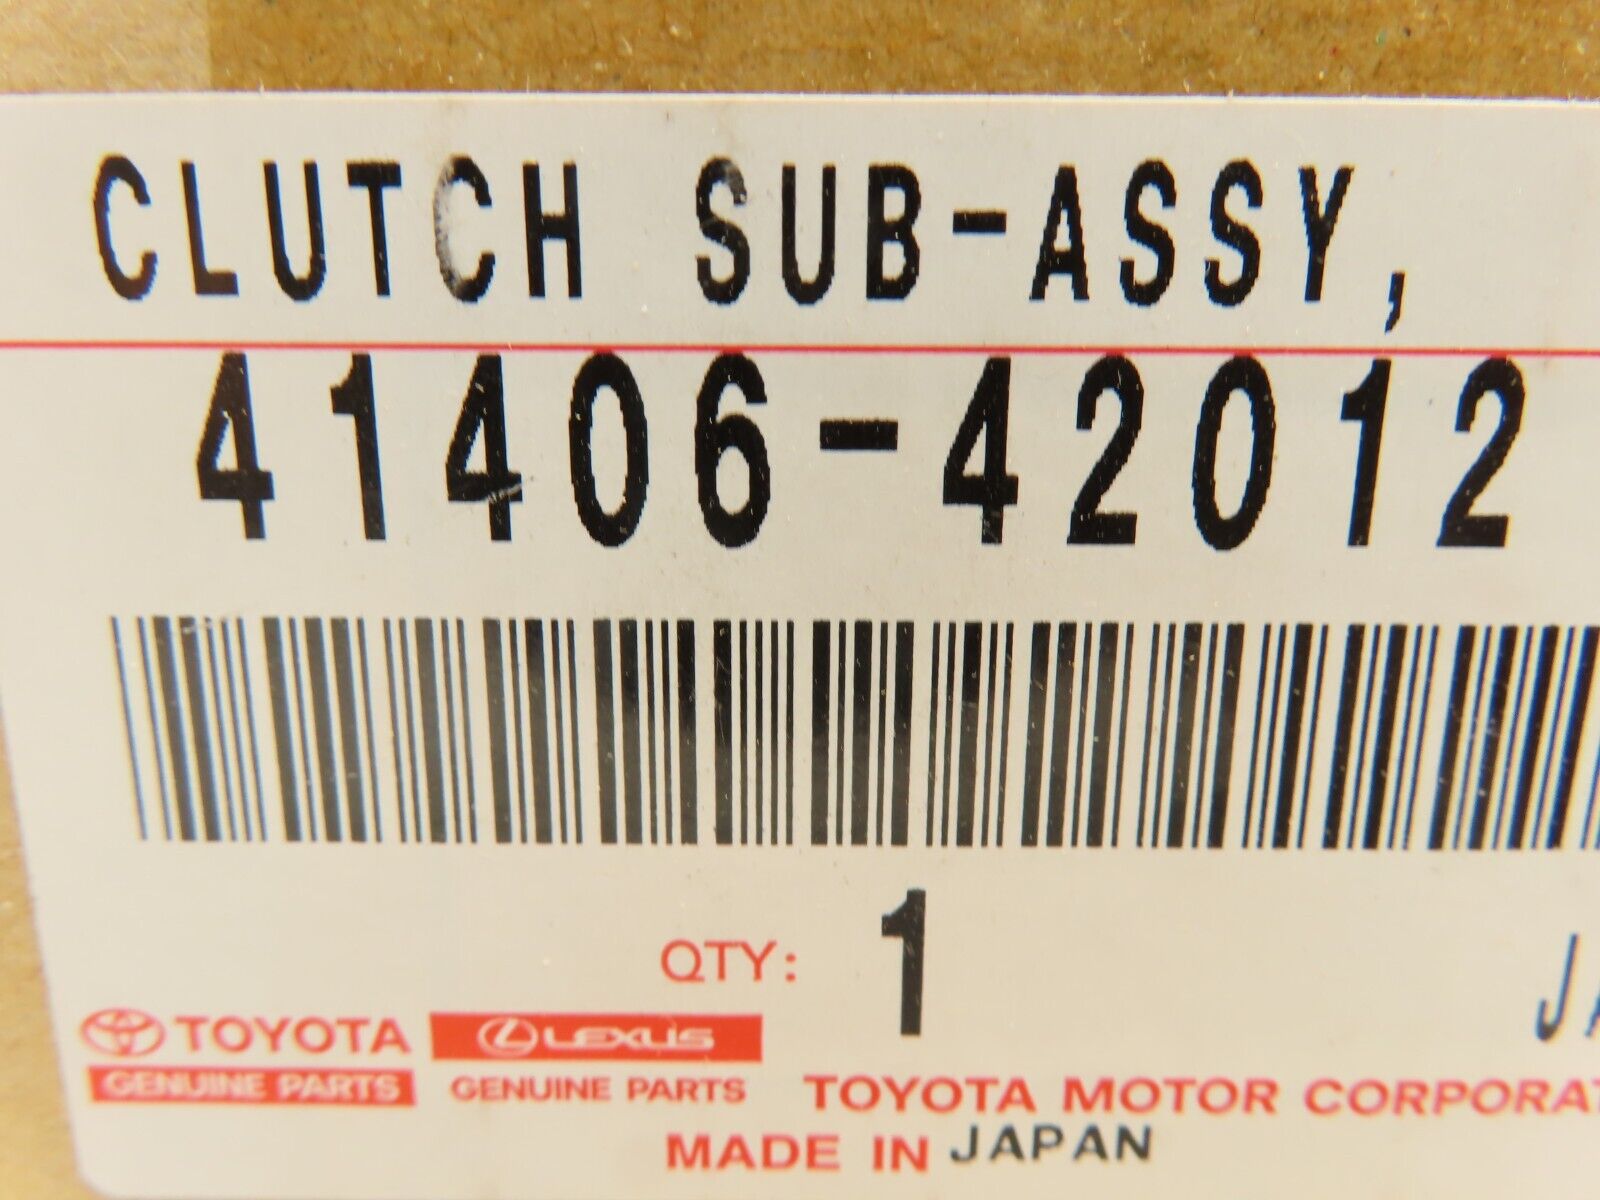 CLUTCH SUB-ASSY,
41406-42012
QTY: 1
JA
TOYOTA
GENUINE PARTS
LEXUS
GENUINE PARTS
TOYOTA MOTOR CORPORAT
MADE IN JAPAN